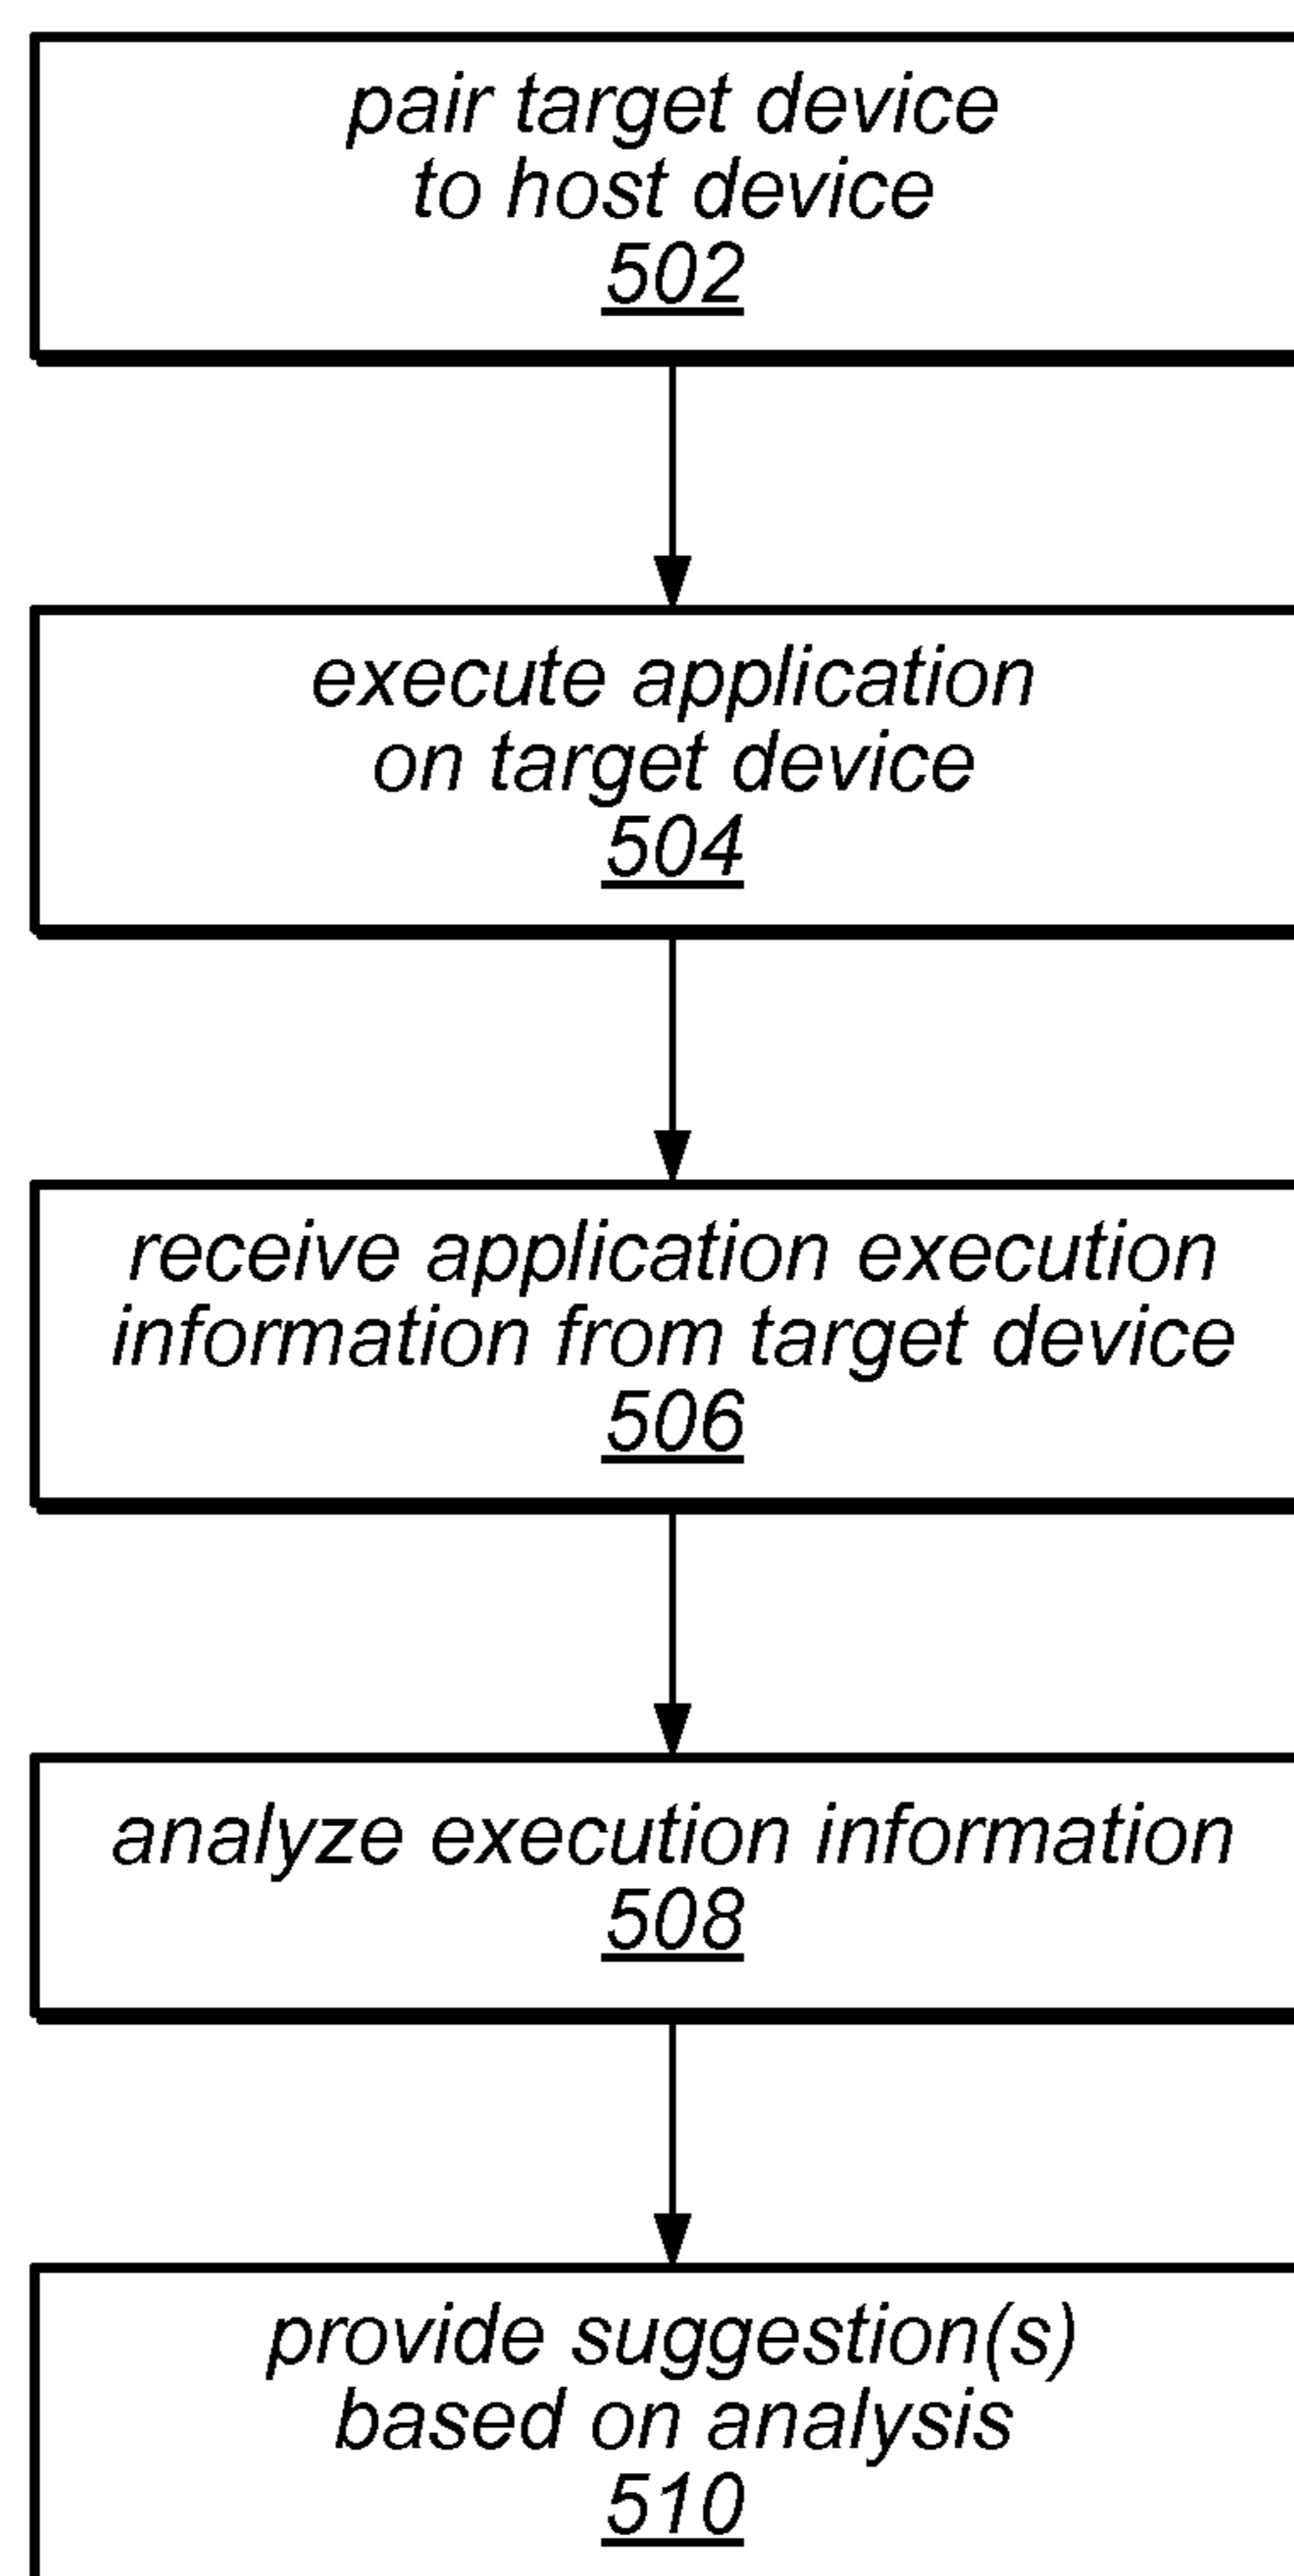 pair target device
to host device
502
execute application
on target device
504
receive application execution
information from target device
506
analyze execution information
508
provide suggestion(s)
based on analysis
510